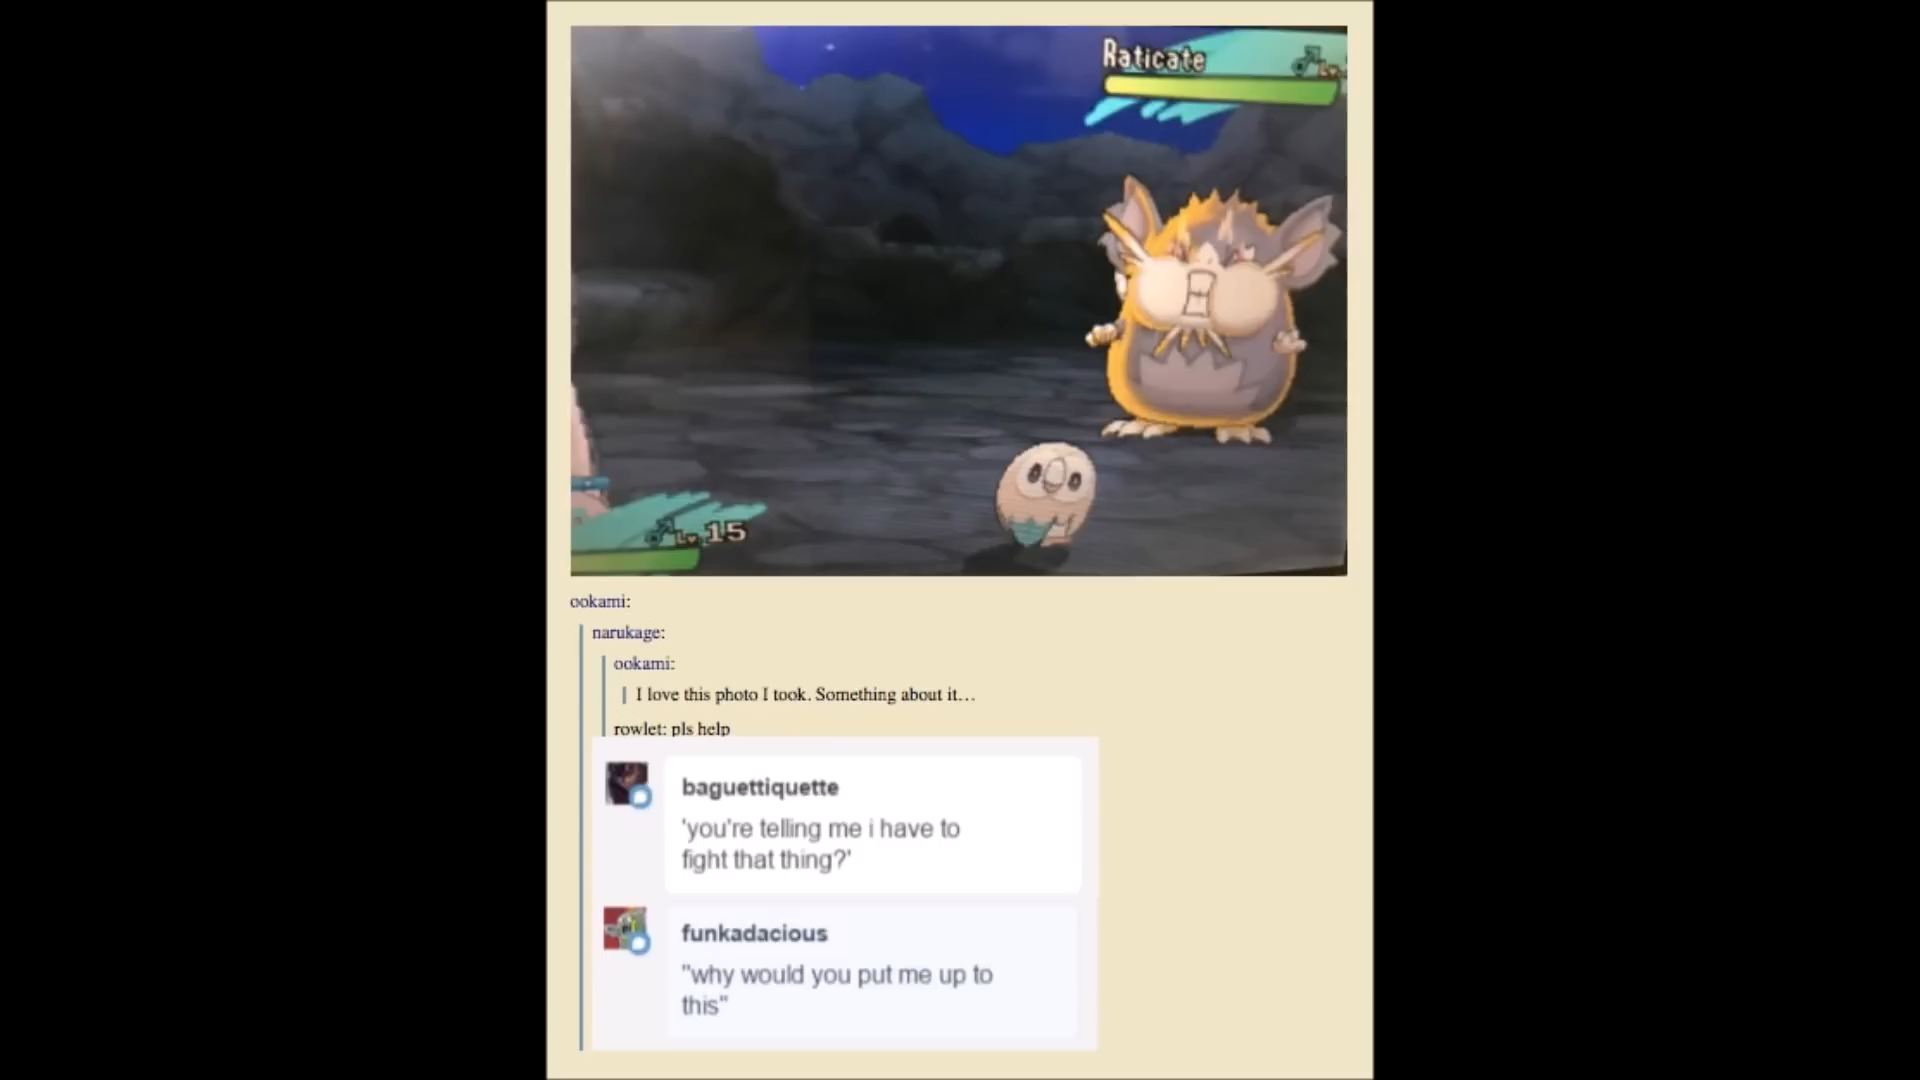 Raticate
Lv.
Lv. 15
ookami:
narukage:
ookami:
I love this photo I took. Something about it…
rowlet: pls help
baguettiquette
'you're telling me i have to
fight that thing?'
funkadacious
"why would you put me up to
this"